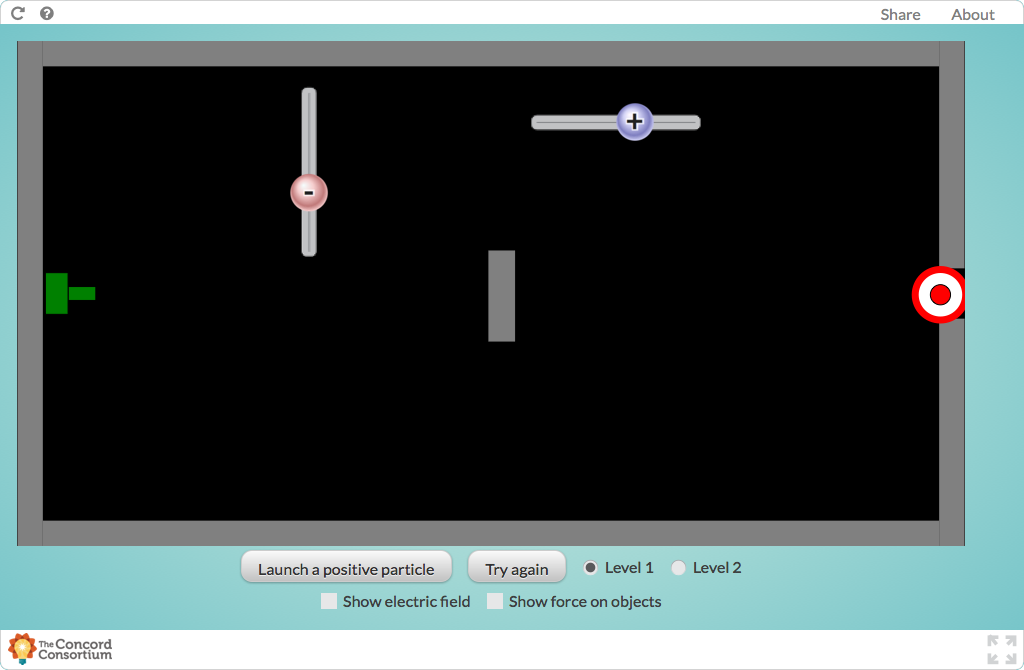 Share About
-
+
Launch a positive particle Try again Level 1 Level 2
Show electric field Show force on objects
The Concord
Consortium